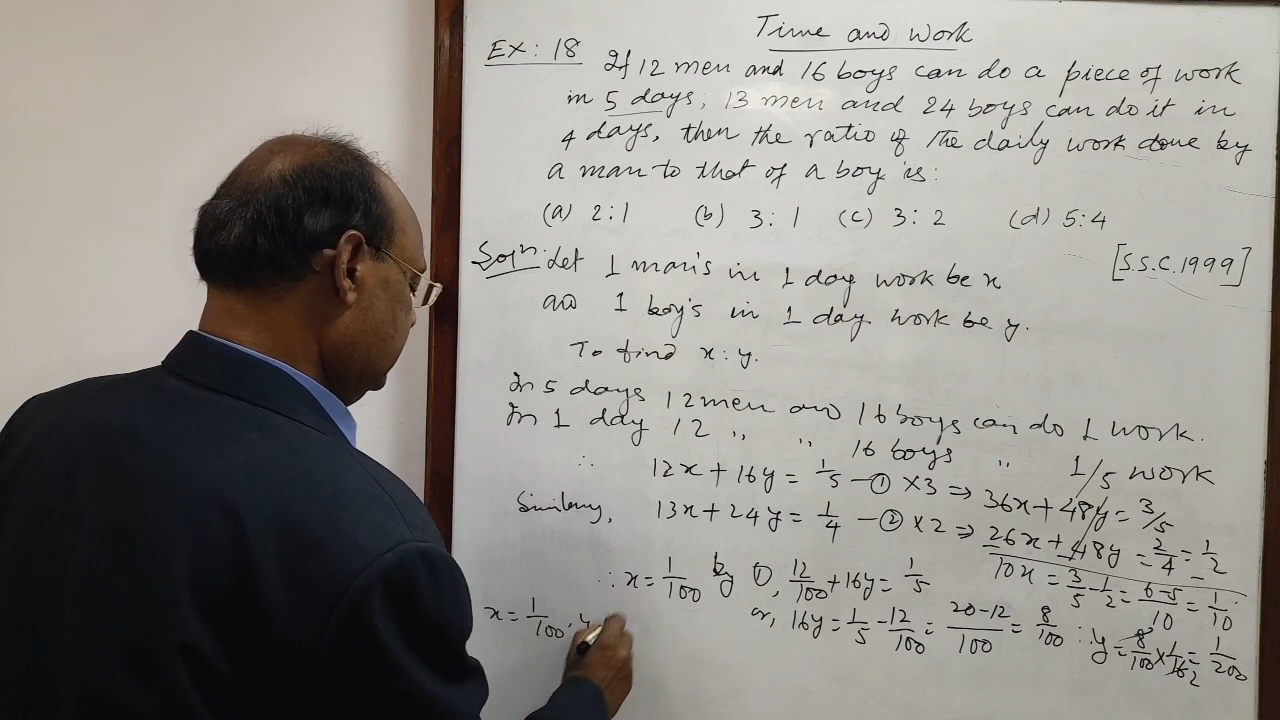 Time and Work
Ex: 18 If 12 men and 16 boys can do a piece of work
in 5 days; 13 men and 24 boys can do it in
4 days, then the ratio of the daily work done by
a man to that of a boy is:
(a) 2:1 (b) 3:1 (c) 3:2 (d) 5:4
[S.S.C. 1999]
Solⁿ: Let 1 man's in 1 day work be x
and 1 boy's in 1 day work be y.
To find x:y.
In 5 days 12 men and 16 boys can do 1 work.
In 1 day 12 " " 16 boys " 1/5 work
∴ 12x + 16y = 1/5 — ① ×3 ⇒ 36x + 48y = 3/5
Similarly, 13x + 24y = 1/4 — ② ×2 ⇒ 26x + 48y = 2/4 = 1/2
10x = 3/5 - 1/2 = 6-5/10 = 1/10
∴ x = 1/100 by ①, 12/100 + 16y = 1/5
or, 16y = 1/5 - 12/100 = 20-12/100 = 8/100 ∴ y = 8/100 × 1/16 2 = 1/200
x = 1/100, y